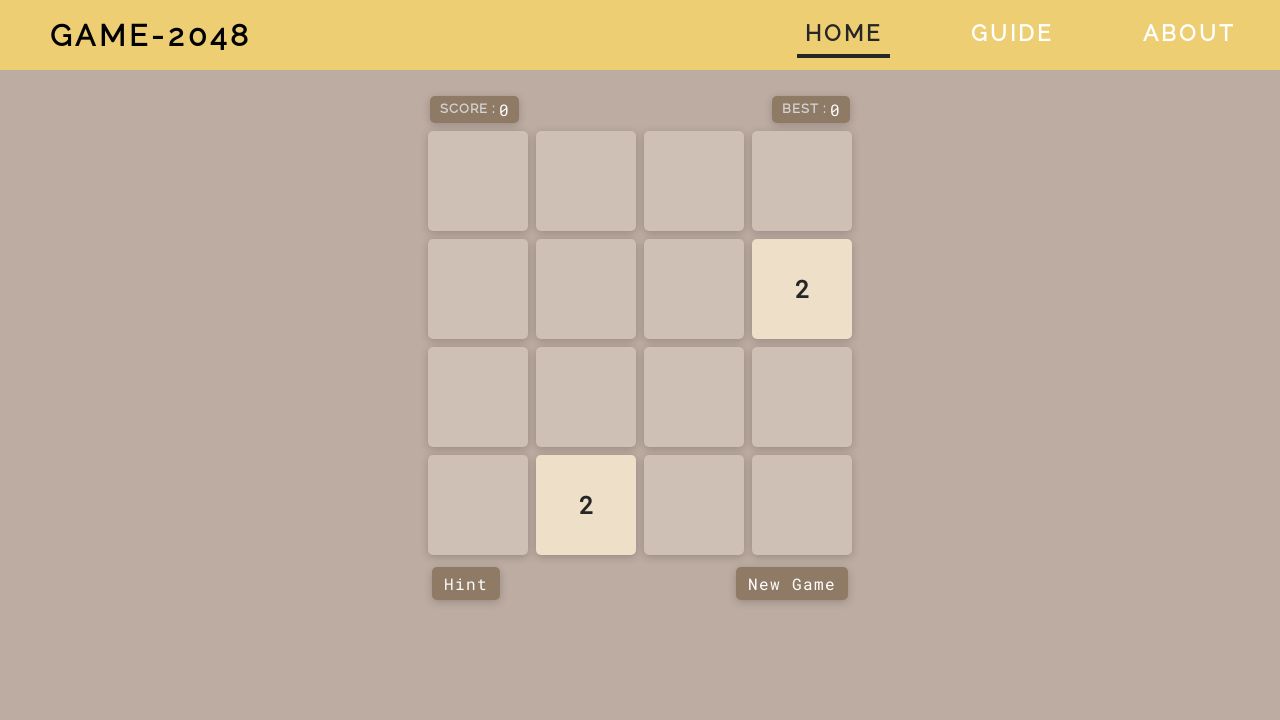 GAME-2048
HOME GUIDE ABOUT
SCORE : 0
BEST : 0
2
2
Hint
New Game